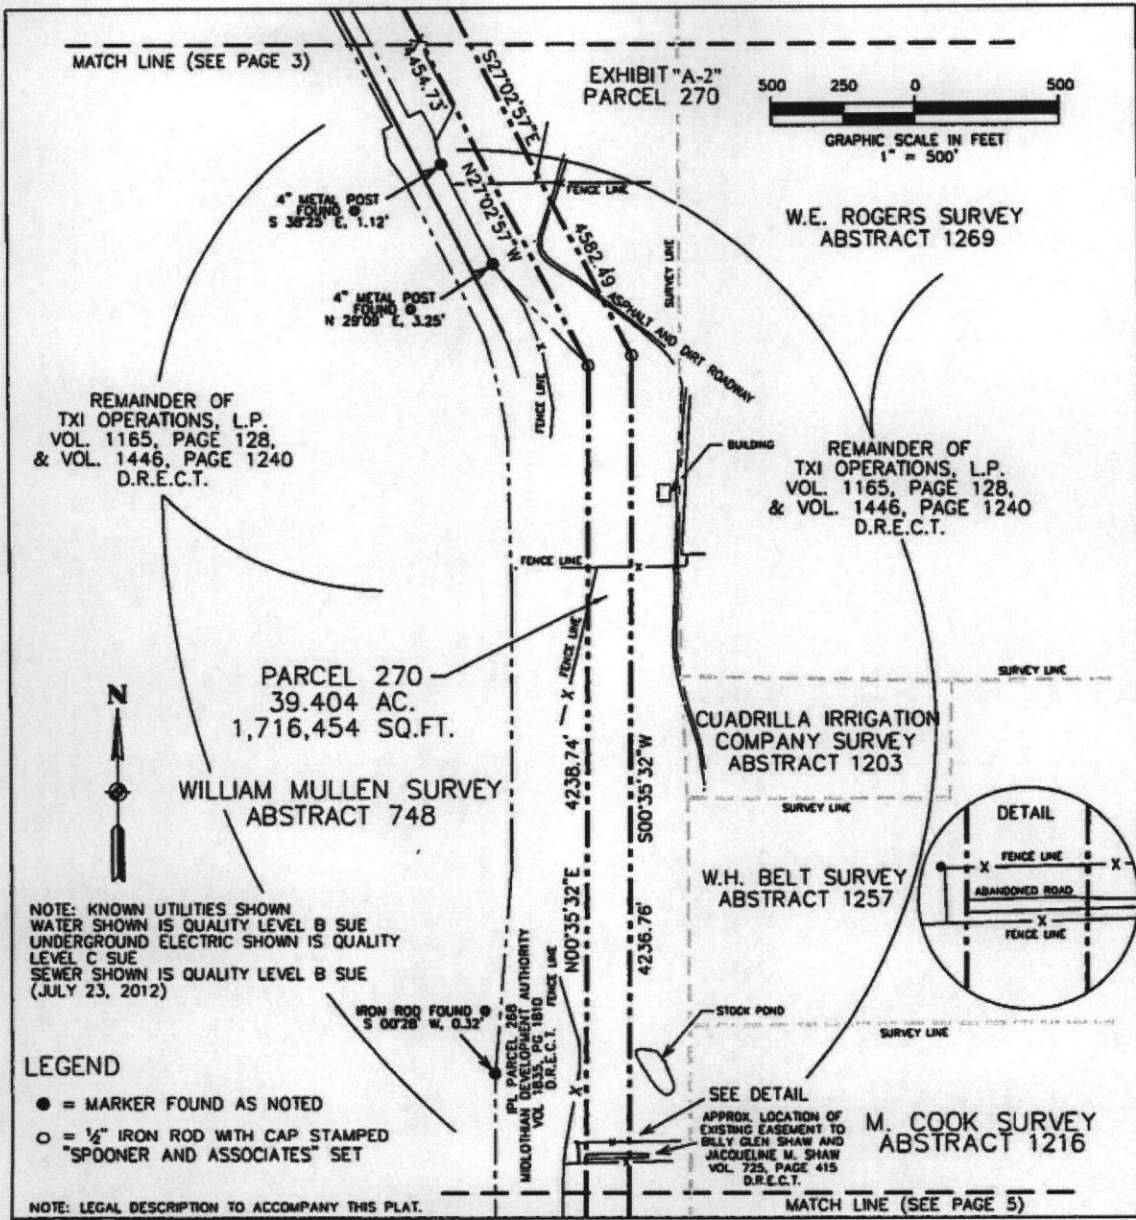 MATCH LINE (SEE PAGE 3)
EXHIBIT "A-2"
PARCEL 270
500 250 0 500
GRAPHIC SCALE IN FEET
1" = 500'
454.73'
S27°02'57"E
N27°02'57"W
4582.49'
4" METAL POST
FOUND @
S 38°25' E, 1.12'
FENCE LINE
W.E. ROGERS SURVEY
ABSTRACT 1269
SURVEY LINE
4" METAL POST
FOUND @
N 29°09' E, 3.25'
ASPHALT AND DIRT ROADWAY
FENCE LINE
REMAINDER OF
TXI OPERATIONS, L.P.
VOL. 1165, PAGE 128,
& VOL. 1446, PAGE 1240
D.R.E.C.T.
BUILDING
REMAINDER OF
TXI OPERATIONS, L.P.
VOL. 1165, PAGE 128,
& VOL. 1446, PAGE 1240
D.R.E.C.T.
FENCE LINE
FENCE LINE
PARCEL 270
39.404 AC.
1,716,454 SQ.FT.
SURVEY LINE
N
CUADRILLA IRRIGATION
COMPANY SURVEY
ABSTRACT 1203
4238.74'
S00°35'32"W
WILLIAM MULLEN SURVEY
ABSTRACT 748
SURVEY LINE
DETAIL
FENCE LINE
ABANDONED ROAD
FENCE LINE
W.H. BELT SURVEY
ABSTRACT 1257
N00°35'32"E
4236.76'
NOTE: KNOWN UTILITIES SHOWN
WATER SHOWN IS QUALITY LEVEL B SUE
UNDERGROUND ELECTRIC SHOWN IS QUALITY
LEVEL C SUE
SEWER SHOWN IS QUALITY LEVEL B SUE
(JULY 23, 2012)
IRON ROD FOUND @
S 00°28' W, 0.32'
IPL PARCEL 268
MIDLOTHIAN DEVELOPMENT AUTHORITY
VOL 1835, PG 1810
D.R.E.C.T.
FENCE LINE
STOCK POND
SURVEY LINE
LEGEND
= MARKER FOUND AS NOTED
= ½" IRON ROD WITH CAP STAMPED
"SPOONER AND ASSOCIATES" SET
SEE DETAIL
APPROX. LOCATION OF
EXISTING EASEMENT TO
BILLY GLEN SHAW AND
JACQUELINE M. SHAW
VOL. 725, PAGE 415
D.R.E.C.T.
M. COOK SURVEY
ABSTRACT 1216
NOTE: LEGAL DESCRIPTION TO ACCOMPANY THIS PLAT.
MATCH LINE (SEE PAGE 5)